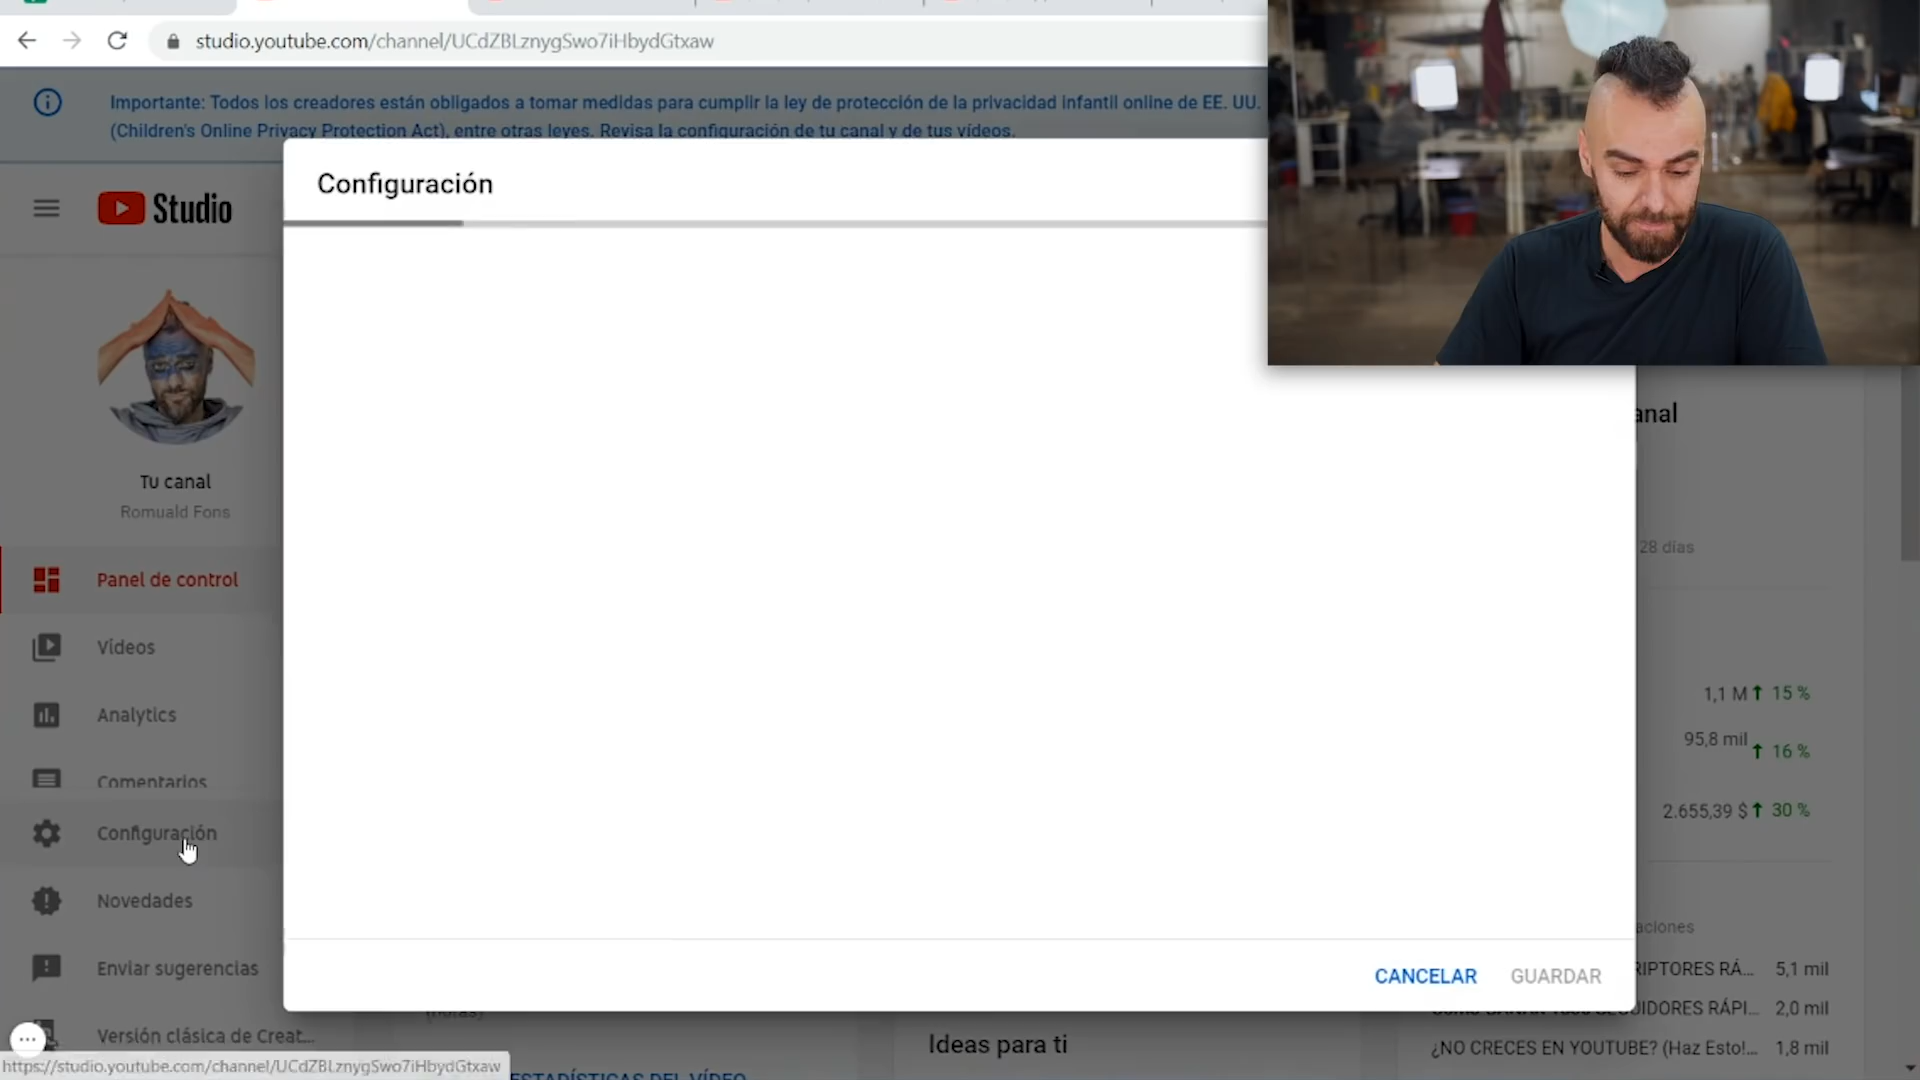 studio.youtube.com/channel/UCdZBLznygSwo7iHbydGtxaw
Importante: Todos los creadores están obligados a tomar medidas para cumplir la ley de protección de la privacidad infantil online de EE. UU.
(Children's Online Privacy Protection Act), entre otras leyes. Revisa la configuración de tu canal y de tus vídeos.
Studio
Configuración
Tu canal
Romuald Fons
Panel de control
Vídeos
Analytics
Comentarios
Configuración
Novedades
Enviar sugerencias
Versión clásica de Creat...
https://studio.youtube.com/channel/UCdZBLznygSwo7iHbydGtxaw
CANCELAR
GUARDAR
anal
28 días
1,1 M 15 %
95,8 mil 16 %
2.655,39 $ 30 %
aciones
RIPTORES RÁ... 5,1 mil
IDORES RÁPI... 2,0 mil
¿NO CRECES EN YOUTUBE? (Haz Esto!... 1,8 mil
(horas)
Ideas para ti
ESTADÍSTICAS DEL VÍDEO